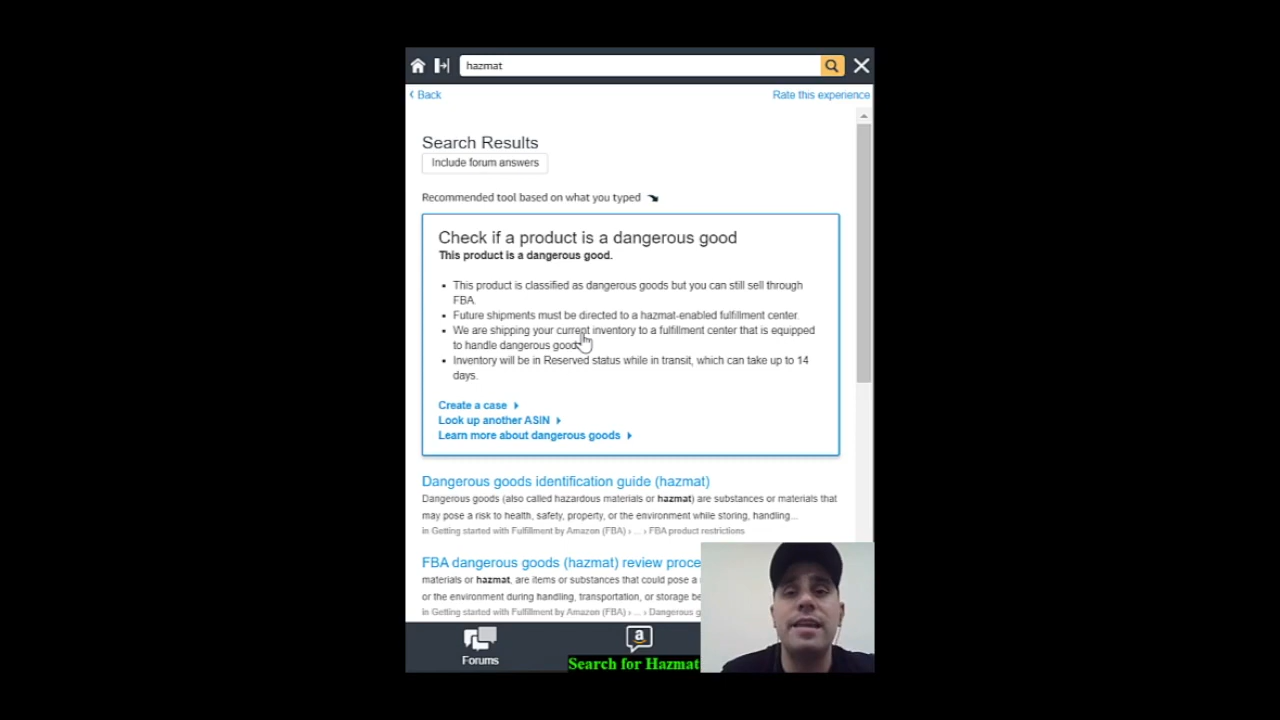 hazmat
Back
Rate this experience
Search Results
Include forum answers
Recommended tool based on what you typed
Check if a product is a dangerous good
This product is a dangerous good.
This product is classified as dangerous goods but you can still sell through
FBA.
Future shipments must be directed to a hazmat-enabled fulfillment center.
We are shipping your current inventory to a fulfillment center that is equipped
to handle dangerous goods
Inventory will be in Reserved status while in transit, which can take up to 14
days.
Create a case
Look up another ASIN
Learn more about dangerous goods
Dangerous goods identification guide (hazmat)
Dangerous goods (also called hazardous materials or hazmat) are substances or materials that
may pose a risk to health, safety, property, or the environment while storing, handling...
in Getting started with Fulfillment by Amazon (FBA) › ... › FBA product restrictions
FBA dangerous goods (hazmat) review proce
materials or hazmat, are items or substances that could pose a
or the environment during handling, transportation, or storage be
in Getting started with Fulfillment by Amazon (FBA) › ... › Dangerous g
Forums
Search for Hazmat